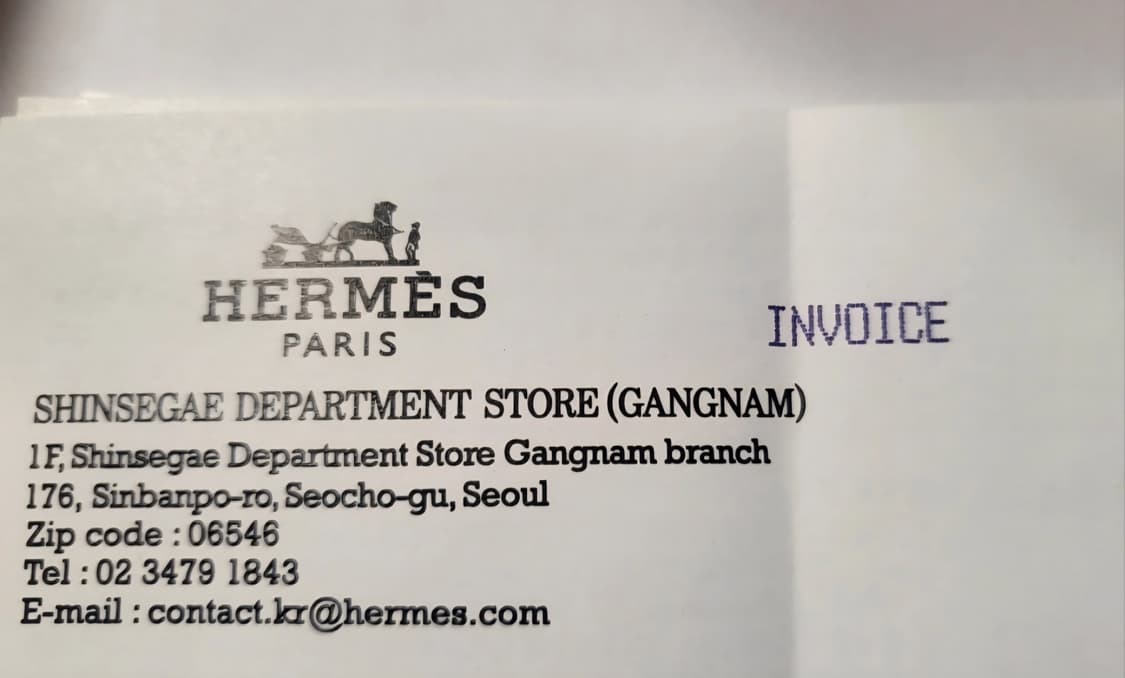 HERMÈS
PARIS
INVOICE
SHINSEGAE DEPARTMENT STORE (GANGNAM)
1F, Shinsegae Department Store Gangnam branch
176, Sinbanpo-ro, Seocho-gu, Seoul
Zip code : 06546
Tel : 02 3479 1843
E-mail : contact.kr@hermes.com